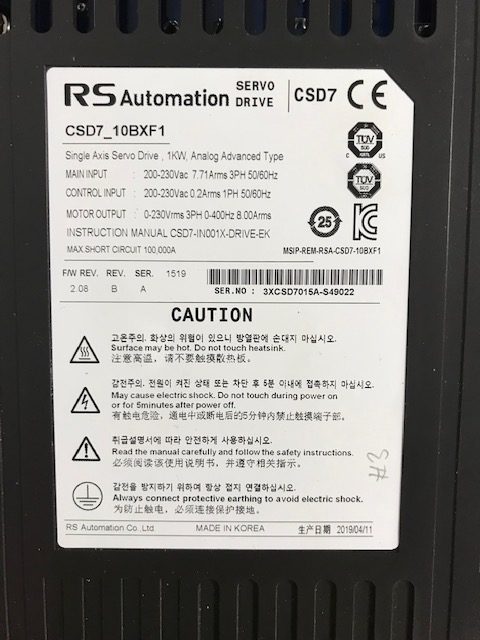 RS Automation SERVO DRIVE CSD7 CE
CSD7_10BXF1
Single Axis Servo Drive , 1KW, Analog Advanced Type
MAIN INPUT : 200-230Vac 7.71Arms 3PH 50/60Hz
CONTROL INPUT : 200-230Vac 0.2Arms 1PH 50/60Hz
MOTOR OUTPUT : 0-230Vrms 3PH 0-400Hz 8.00Arms
INSTRUCTION MANUAL CSD7-IN001X-DRIVE-EK
MAX.SHORT CIRCUIT 100,000A
C TÜV SUD US
TÜV SUD
25
MSIP-REM-RSA-CSD7-10BXF1
F/W REV. REV. SER. 1519
2.08 B A
SER.NO : 3XCSD7015A-S49022
CAUTION
고온주의. 화상의 위험이 있으니 방열판에 손대지 마십시오.
Surface may be hot. Do not touch heatsink.
注意高温，请不要触摸散热板。
감전주의. 전원이 켜진 상태 또는 차단 후 5분 이내에 접촉하지 마십시오.
May cause electric shock. Do not touch during power on
or for 5minutes after power off.
有触电危险，通电中或断电后的5分钟内禁止触摸端子部.
취급설명서에 따라 안전하게 사용하십시오.
Read the manual carefully and follow the safety instructions.
必须阅读该使用说明书，并遵守相关指示。
감전을 방지하기 위하여 항상 접지 연결하십시오.
Always connect protective earthing to avoid electric shock.
为防止触电，必须连接保护接地。
#3
RS Automation Co.,Ltd MADE IN KOREA 生产日期 2019/04/11